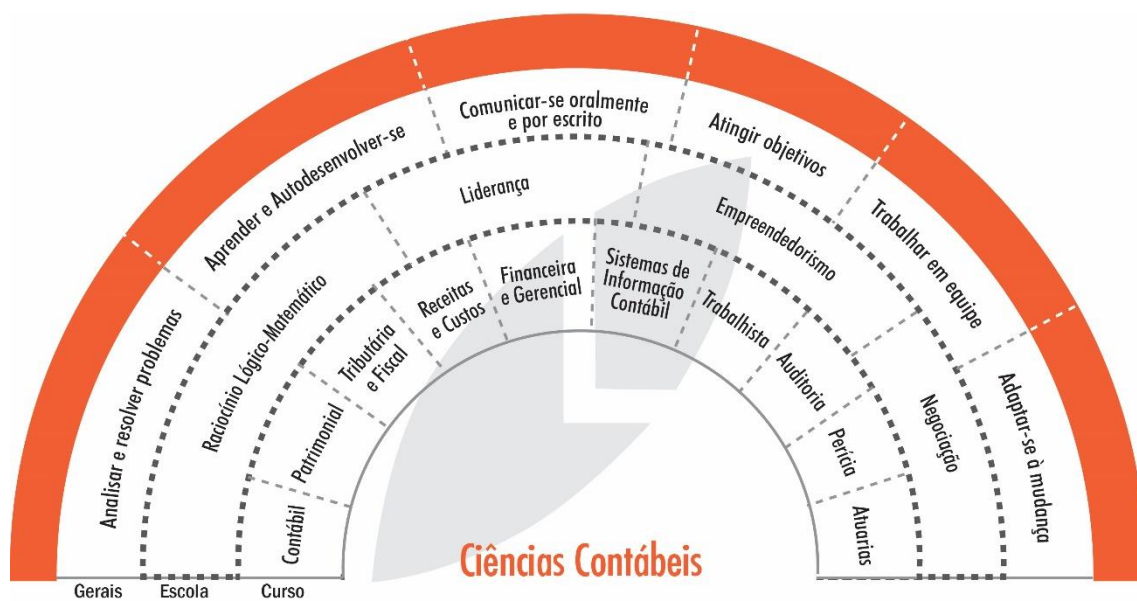 Analisar e resolver problemas
Aprender e Autodesenvolver-se
Comunicar-se oralmente
e por escrito
Atingir objetivos
Trabalhar em equipe
Adaptar-se à mudança
Raciocínio Lógico-Matemático
Liderança
Empreendedorismo
Negociação
Contábil
Patrimonial
Tributária
e Fiscal
Receitas
e Custos
Financeira
e Gerencial
Sistemas de
Informação
Contábil
Trabalhista
Auditoria
Perícia
Atuarias
Ciências Contábeis
Gerais
Escola
Curso